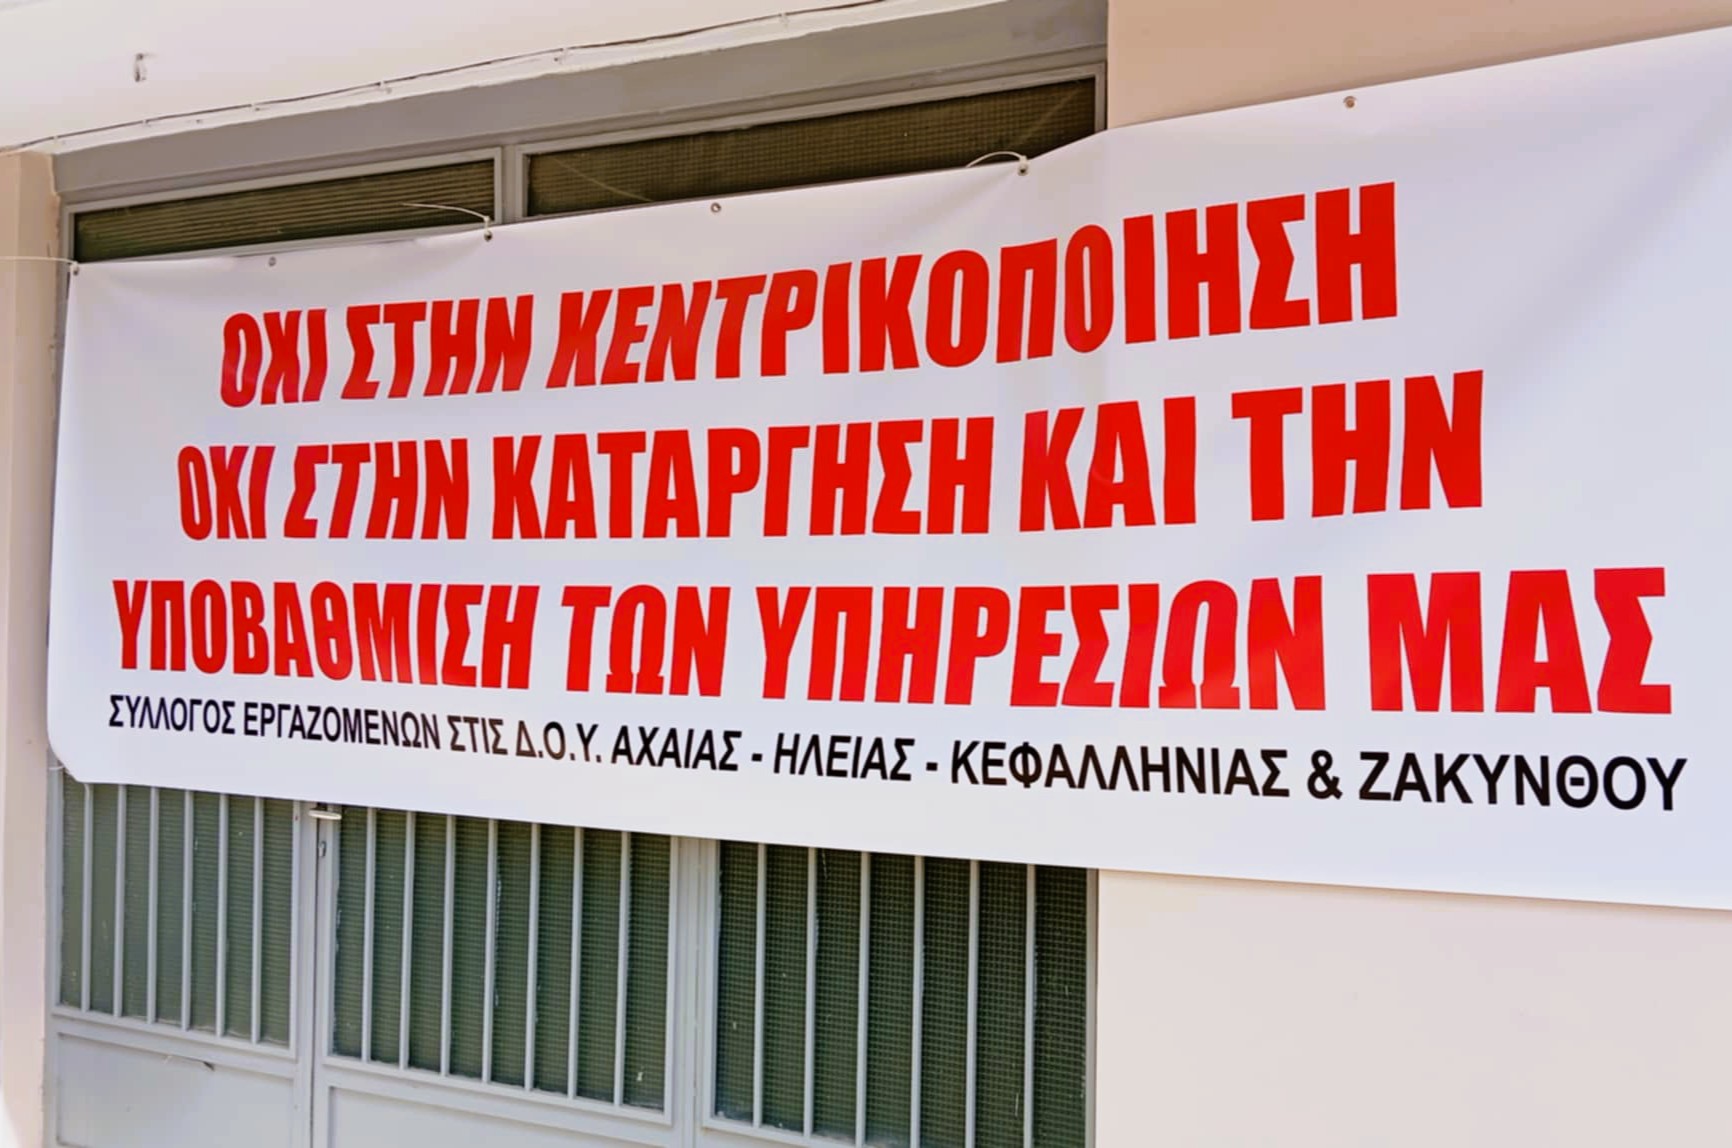 ΟΧΙ ΣΤΗΝ ΚΕΝΤΡΙΚΟΠΟΙΗΣΗ
ΟΧΙ ΣΤΗΝ ΚΑΤΑΡΓΗΣΗ ΚΑΙ ΤΗΝ
ΥΠΟΒΑΘΜΙΣΗ ΤΩΝ ΥΠΗΡΕΣΙΩΝ ΜΑΣ
ΣΥΛΛΟΓΟΣ ΕΡΓΑΖΟΜΕΝΩΝ ΣΤΙΣ Δ.Ο.Υ. ΑΧΑΙΑΣ - ΗΛΕΙΑΣ - ΚΕΦΑΛΛΗΝΙΑΣ & ΖΑΚΥΝΘΟΥ